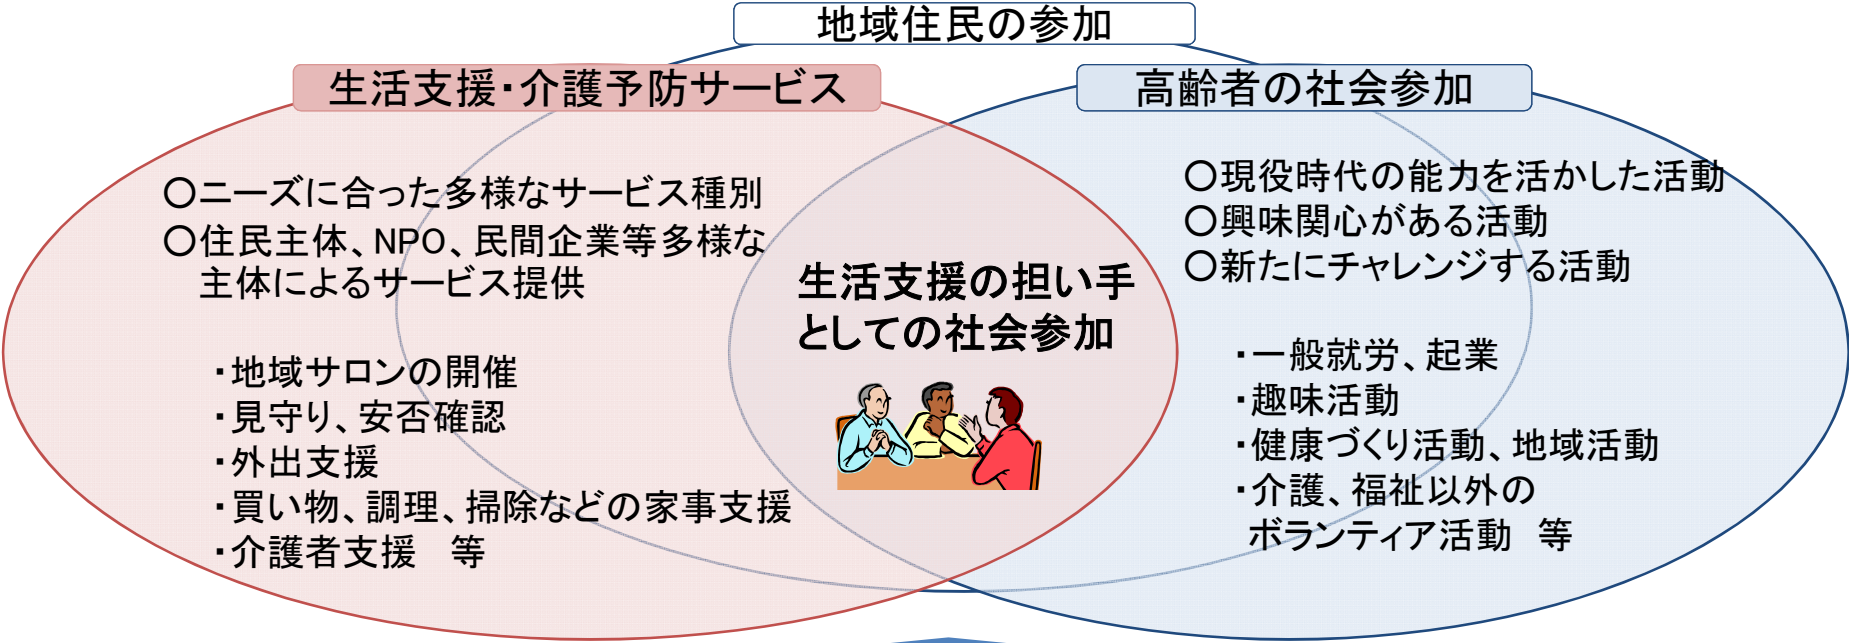 地域住民の参加
生活支援・介護予防サービス
○ニーズに合った多様なサービス種別
○住民主体、NPO、民間企業等多様な
主体によるサービス提供
・地域サロンの開催
・見守り、安否確認
・外出支援
・買い物、調理、掃除などの家事支援
・介護者支援　等
生活支援の担い手
としての社会参加
高齢者の社会参加
○現役時代の能力を活かした活動
○興味関心がある活動
○新たにチャレンジする活動
・一般就労、起業
・趣味活動
・健康づくり活動、地域活動
・介護、福祉以外の
ボランティア活動　等